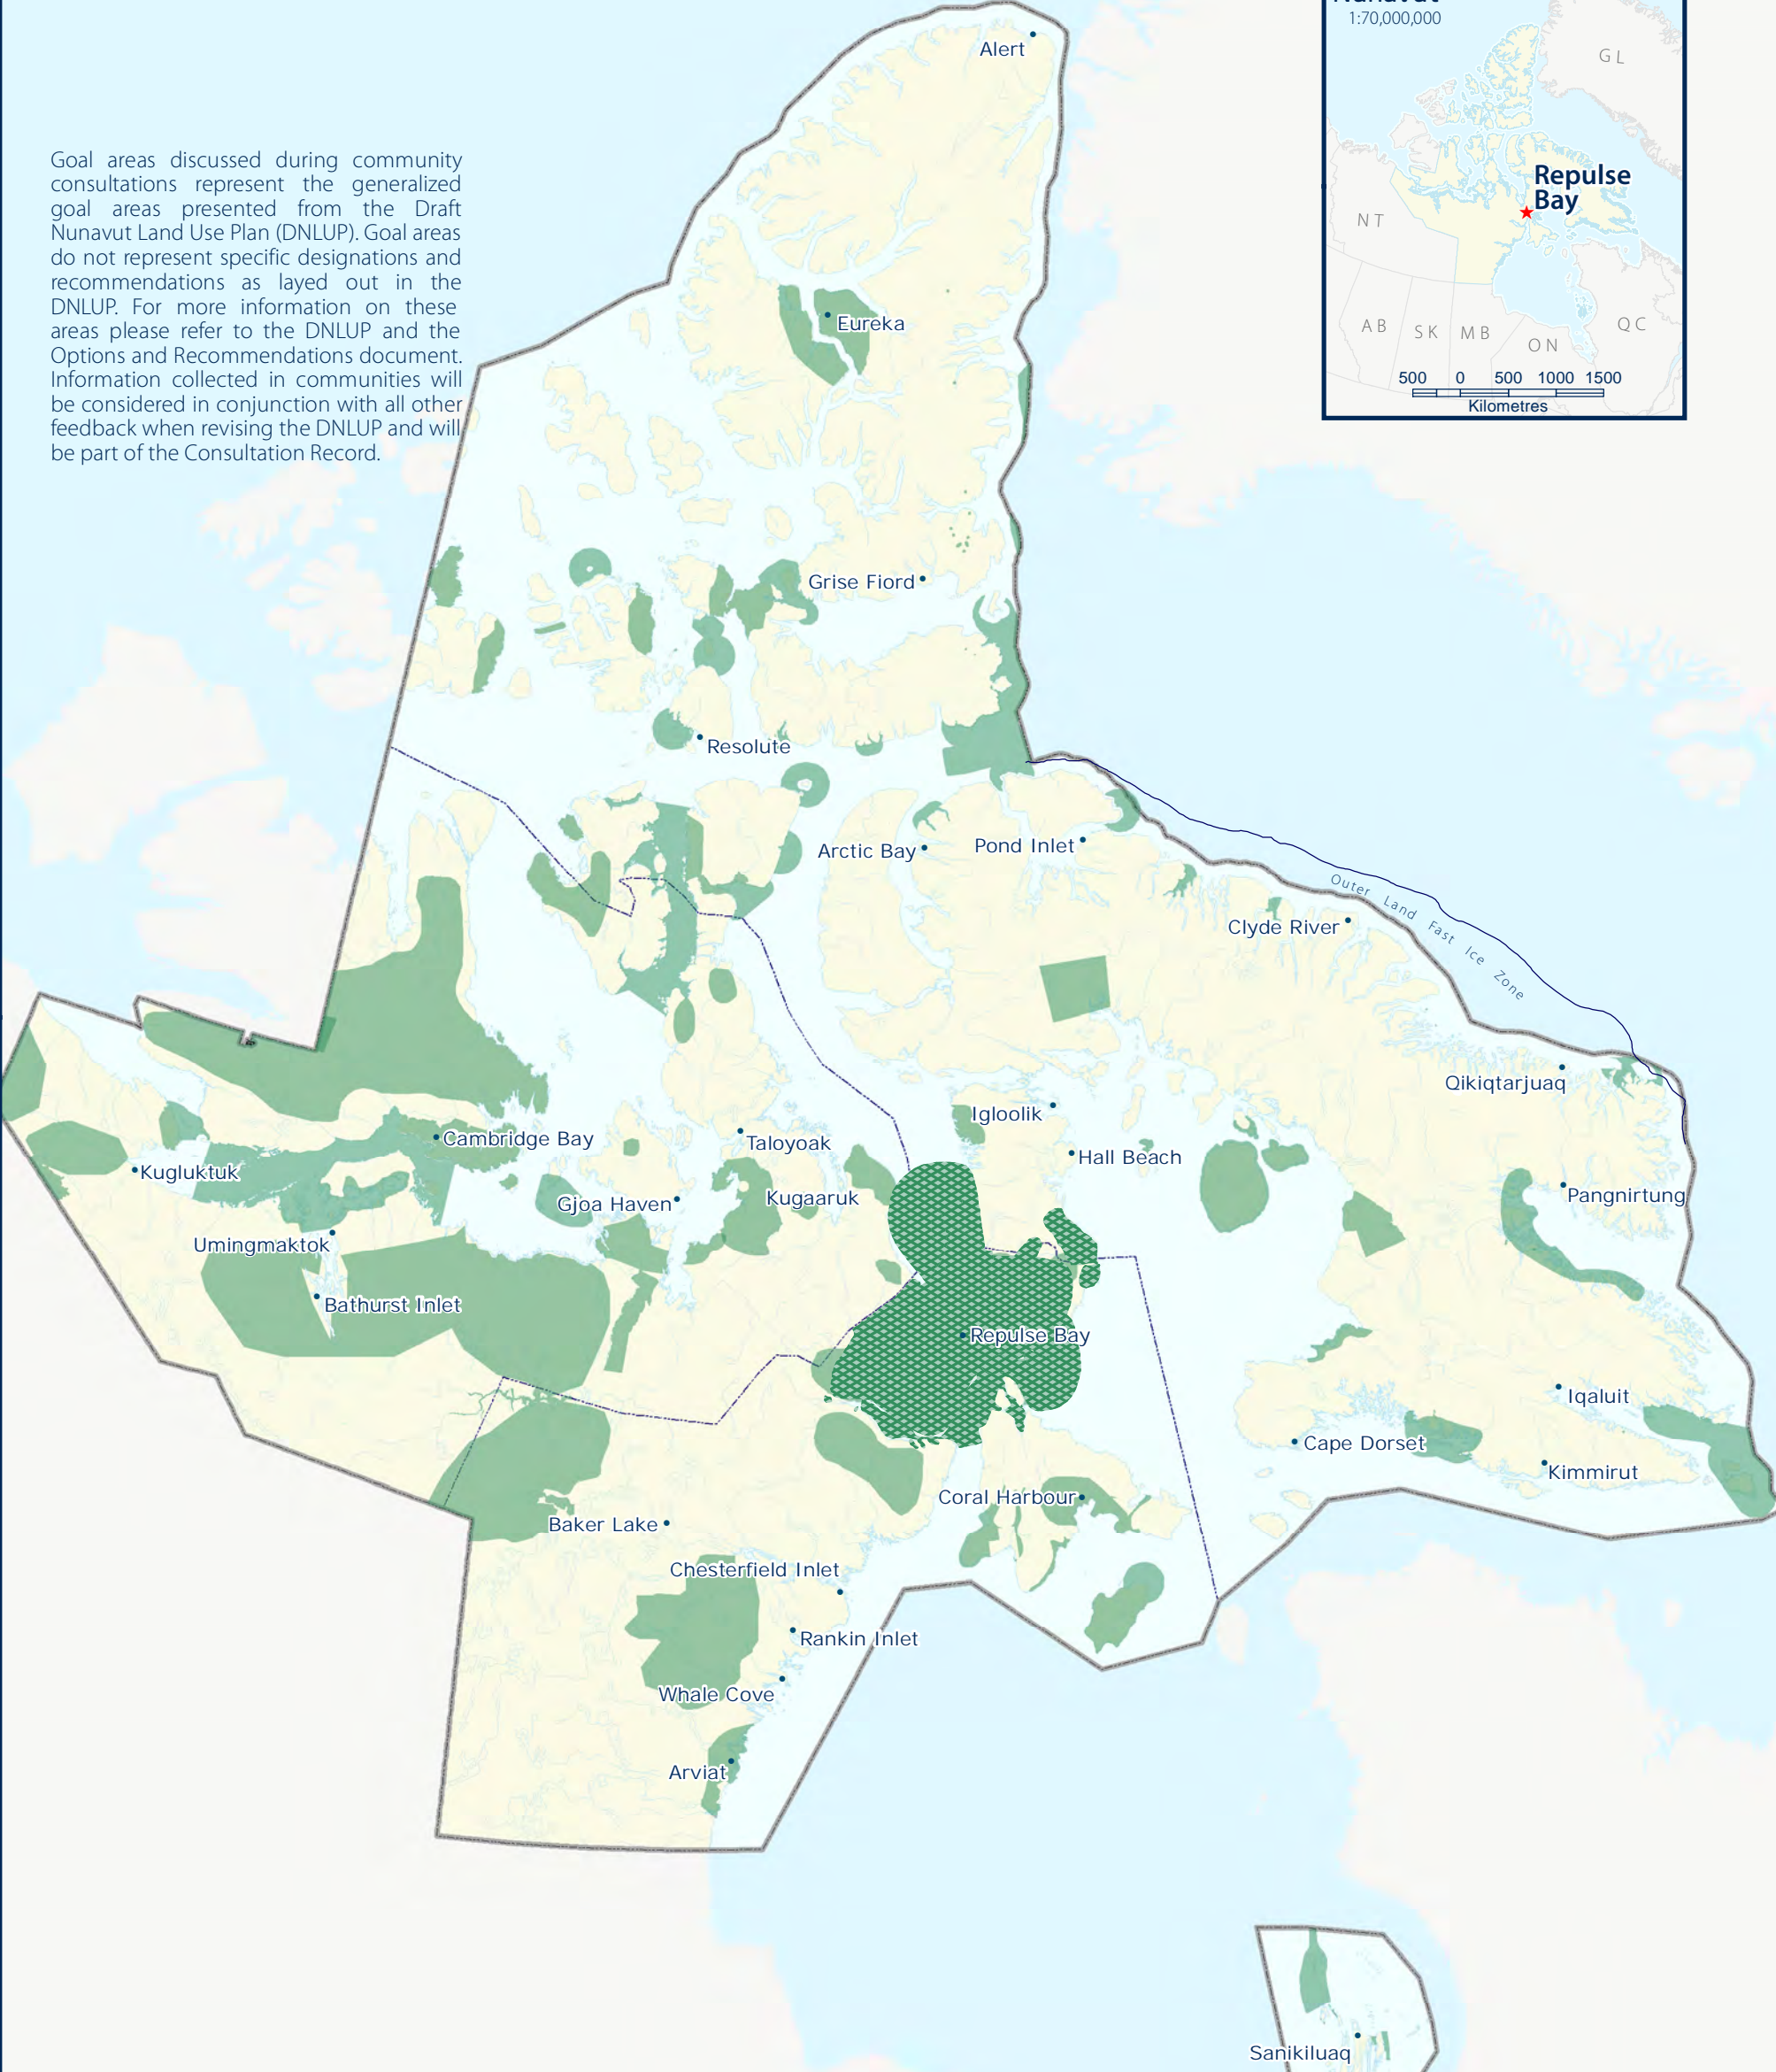 Nunavut
1:70,000,000
GL
Repulse
Bay
NT
AB
SK
MB
ON
QC
500 0 500 1000 1500
Kilometres
Goal areas discussed during community
consultations represent the generalized
goal areas presented from the Draft
Nunavut Land Use Plan (DNLUP). Goal areas
do not represent specific designations and
recommendations as layed out in the
DNLUP. For more information on these
areas please refer to the DNLUP and the
Options and Recommendations document.
Information collected in communities will
be considered in conjunction with all other
feedback when revising the DNLUP and will
be part of the Consultation Record.
Alert
Eureka
Grise Fiord
Resolute
Arctic Bay
Pond Inlet
Outer Land Fast Ice Zone
Clyde River
Qikiqtarjuaq
Igloolik
Cambridge Bay
Taloyoak
Hall Beach
Kugluktuk
Gjoa Haven
Kugaaruk
Pangnirtung
Umingmaktok
Bathurst Inlet
Repulse Bay
Iqaluit
Cape Dorset
Kimmirut
Coral Harbour
Baker Lake
Chesterfield Inlet
Rankin Inlet
Whale Cove
Arviat
Sanikiluaq